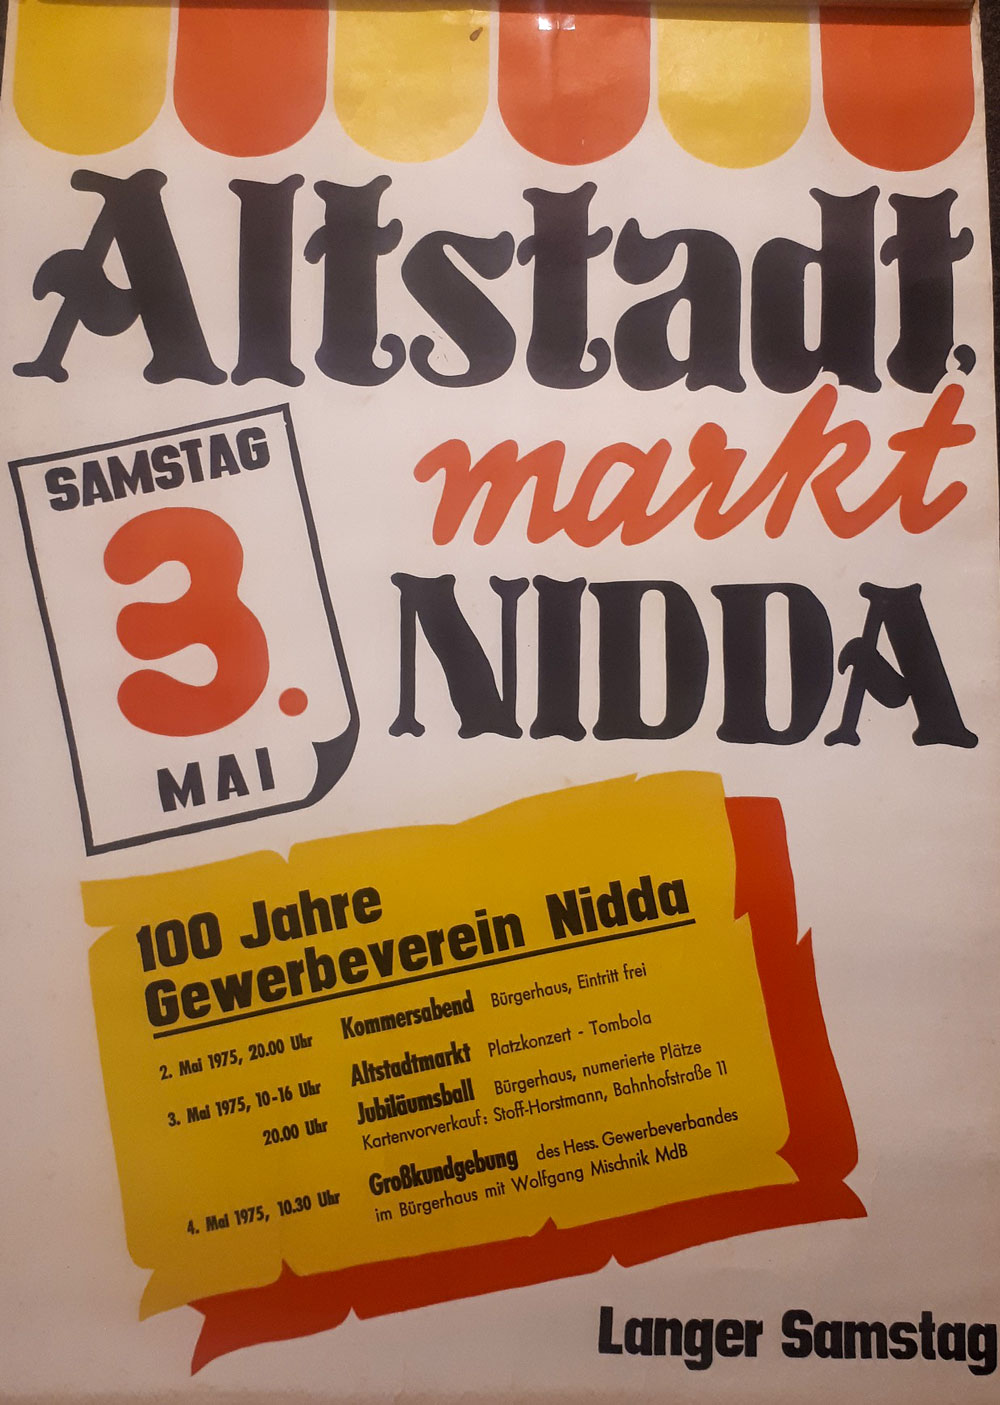 Altstadt,
markt
NIDDA
SAMSTAG
3.
MAI
100 Jahre
Gewerbeverein Nidda
2. Mai 1975, 20.00 Uhr Kommersabend Bürgerhaus, Eintritt frei
3. Mai 1975, 10-16 Uhr Altstadtmarkt Platzkonzert - Tombola
20.00 Uhr Jubiläumsball Bürgerhaus, numerierte Plätze
Kartenvorverkauf: Stoff-Horstmann, Bahnhofstraße 11
4. Mai 1975, 10.30 Uhr Großkundgebung des Hess. Gewerbeverbandes
im Bürgerhaus mit Wolfgang Mischnik MdB
Langer Samstag